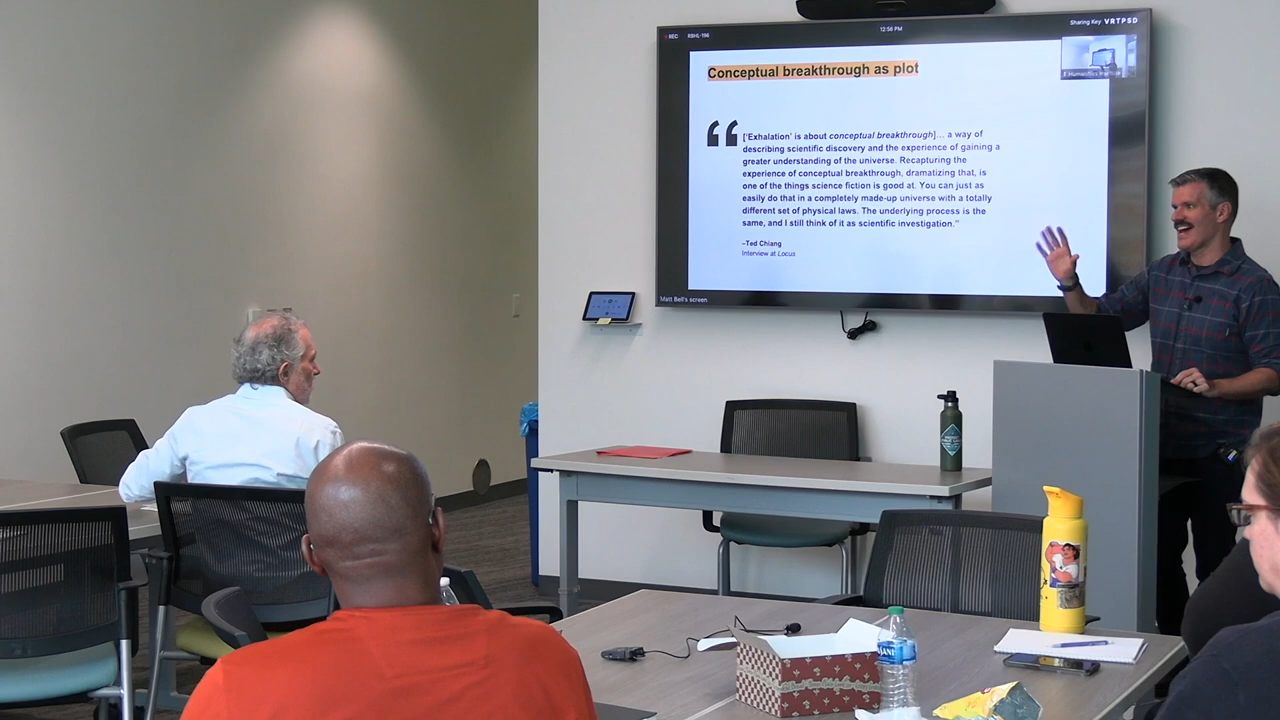 REC RBHL-196
12:56 PM
Sharing Key VRTPSD
Conceptual breakthrough as plot
“
['Exhalation' is about conceptual breakthrough]... a way of
describing scientific discovery and the experience of gaining a
greater understanding of the universe. Recapturing the
experience of conceptual breakthrough, dramatizing that, is
one of the things science fiction is good at. You can just as
easily do that in a completely made-up universe with a totally
different set of physical laws. The underlying process is the
same, and I still think of it as scientific investigation.”
–Ted Chiang
Interview at Locus
Matt Bell's screen